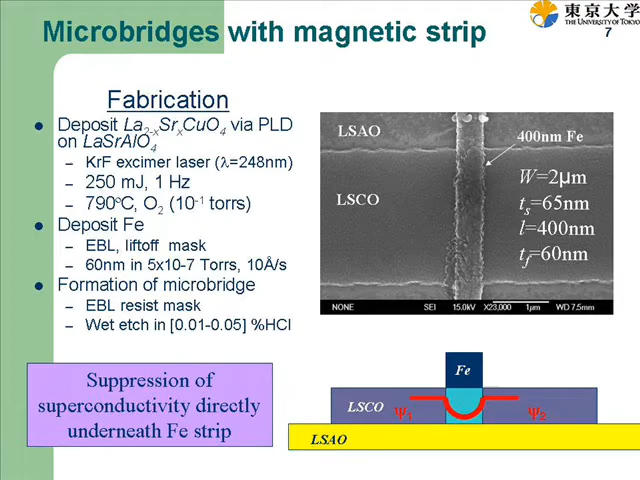 東京大学
THE UNIVERSITY OF TOKYO
Microbridges with magnetic strip
7
Fabrication
● Deposit La2-xSrxCuO4 via PLD
on LaSrAlO4
– KrF excimer laser (λ=248nm)
– 250 mJ, 1 Hz
– 790ºC, O2 (10-1 torrs)
● Deposit Fe
– EBL, liftoff mask
– 60nm in 5x10-7 Torrs, 10Å/s
● Formation of microbridge
– EBL resist mask
– Wet etch in [0.01-0.05] %HCl
LSAO
400nm Fe
LSCO
W=2μm
ts=65nm
l=400nm
tf=60nm
NONE SEI 15.0kV X23,000 1μm WD 7.5mm
Suppression of
superconductivity directly
underneath Fe strip
Fe
LSCO
Ψ1
Ψ2
LSAO